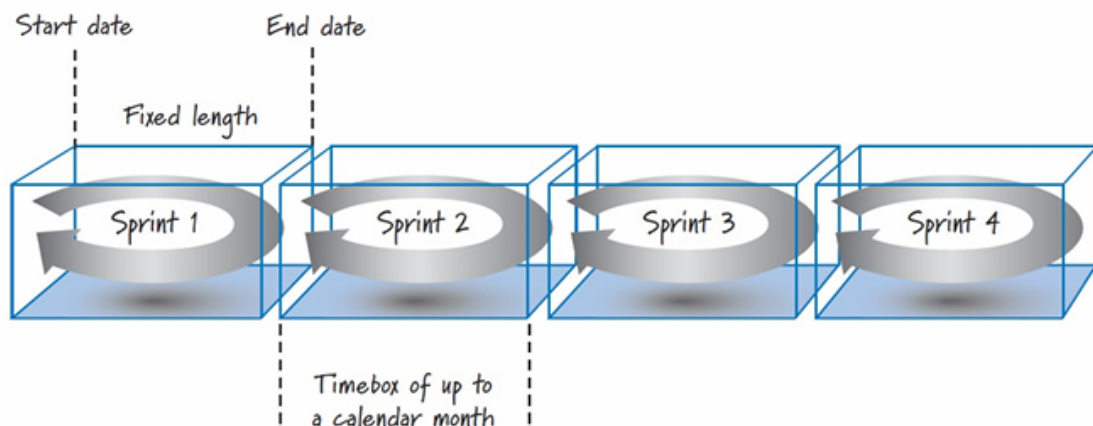 Start date
End date
Fixed length
Sprint 1
Sprint 2
Sprint 3
Sprint 4
Timebox of up to
a calendar month